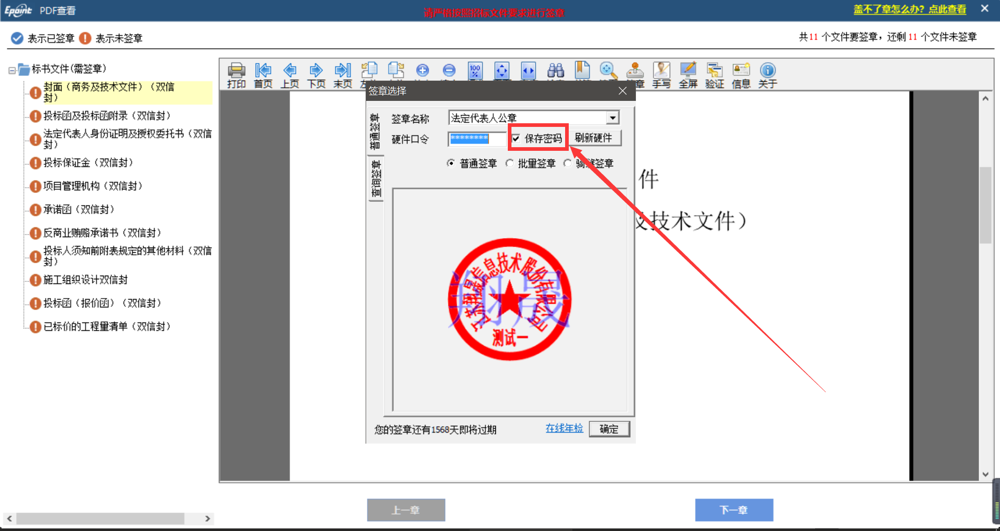 Epoint PDF查看
请严格按照招标文件要求进行签章
盖不了章怎么办？点此查看
表示已签章 表示未签章
共11 个文件要签章，还剩 11 个文件未签章
标书文件(需签章)
封面（商务及技术文件）（双信
封）
投标函及投标函附录（双信封）
法定代表人身份证明及授权委托书（双信
封）
投标保证金（双信封）
项目管理机构（双信封）
承诺函（双信封）
反商业贿赂承诺书（双信封）
投标人须知前附表规定的其他材料（双信
封）
施工组织设计双信封
投标函（报价函）（双信封）
已标价的工程量清单（双信封）
打印 首页 上页 下页 末页
100
%
章 手写 全屏 验证 信息 关于
签章选择
普通签章
查询签章
签章名称 法定代表人公章
硬件口令 ******** 保存密码 刷新硬件
普通签章 批量签章 骑缝签章
件
及技术文件）
江苏翔晟信息技术股份有限公司
翔晟
测试一
您的签章还有1568天即将过期 在线年检 确定
上一章 下一章